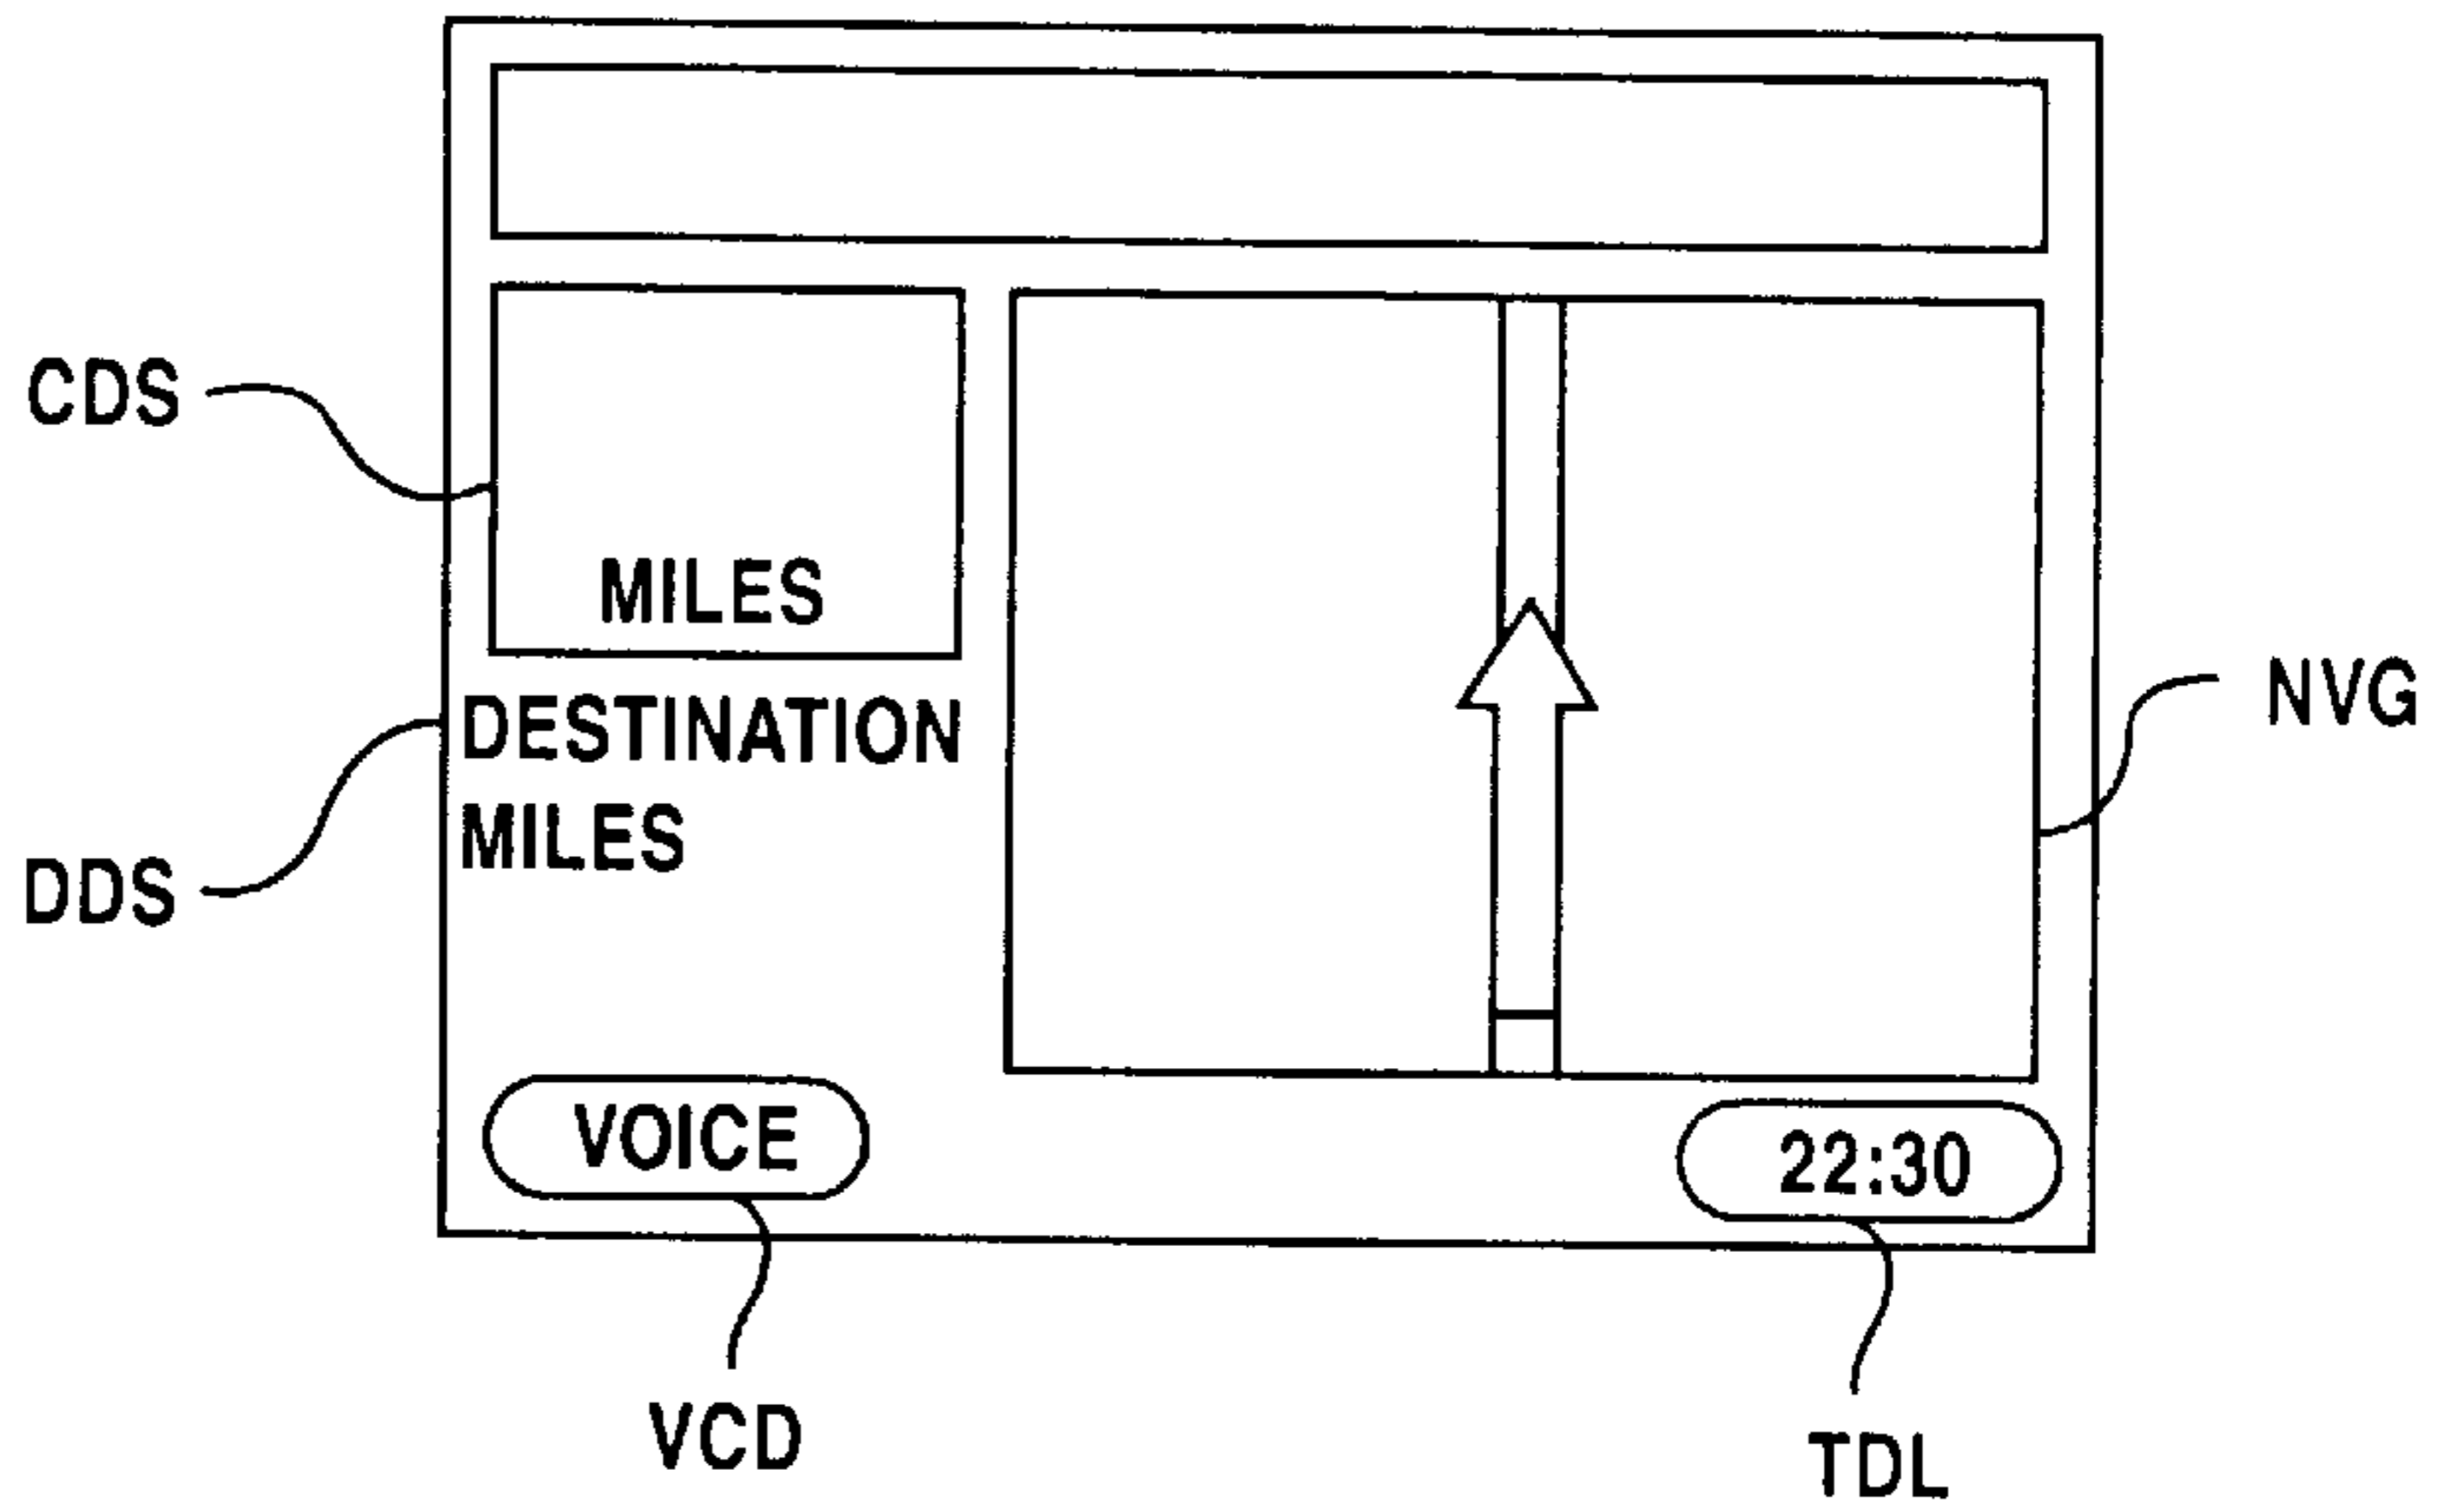 CDS
MILES
NVG
DESTINATION
MILES
DDS
VOICE
22:30
VCD
TDL